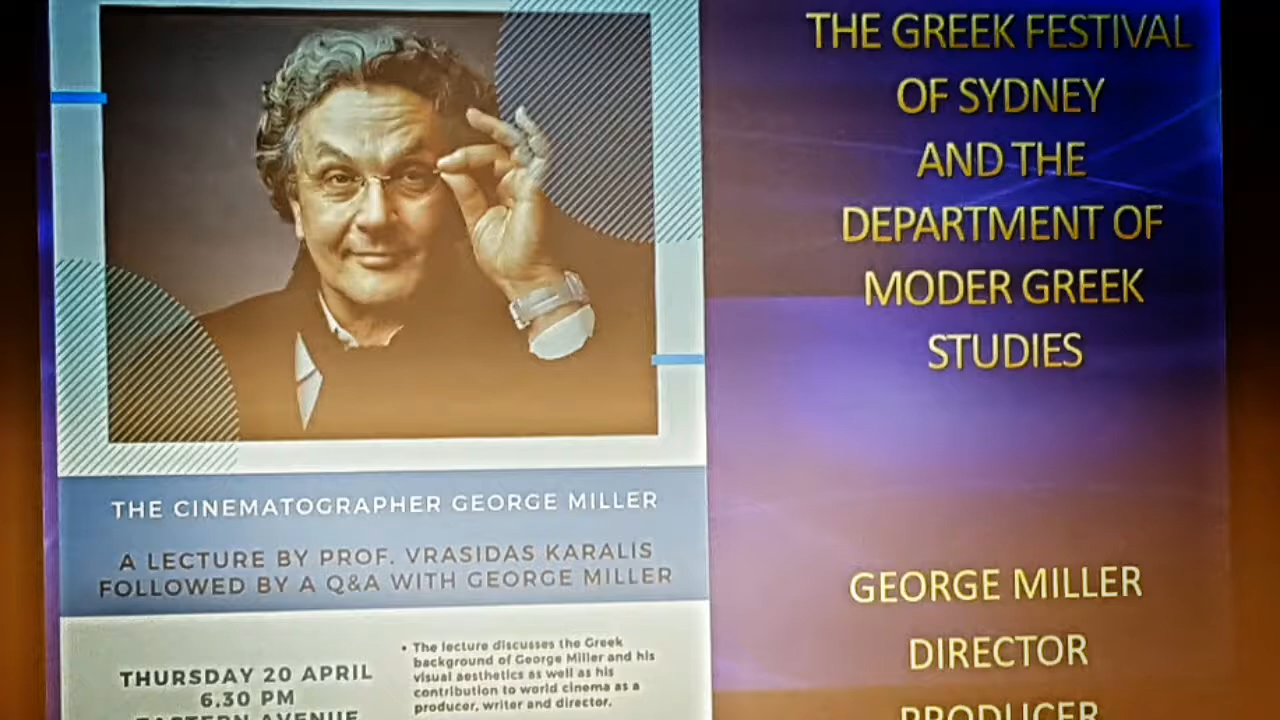 THE CINEMATOGRAPHER GEORGE MILLER
A LECTURE BY PROF. VRASIDAS KARALIS
FOLLOWED BY A Q&A WITH GEORGE MILLER
THURSDAY 20 APRIL
6.30 PM
EASTERN AVENUE
• The lecture discusses the Greek
background of George Miller and his
visual aesthetics as well as his
contribution to world cinema as a
producer, writer and director.
THE GREEK FESTIVAL
OF SYDNEY
AND THE
DEPARTMENT OF
MODER GREEK
STUDIES
GEORGE MILLER
DIRECTOR
PRODUCER